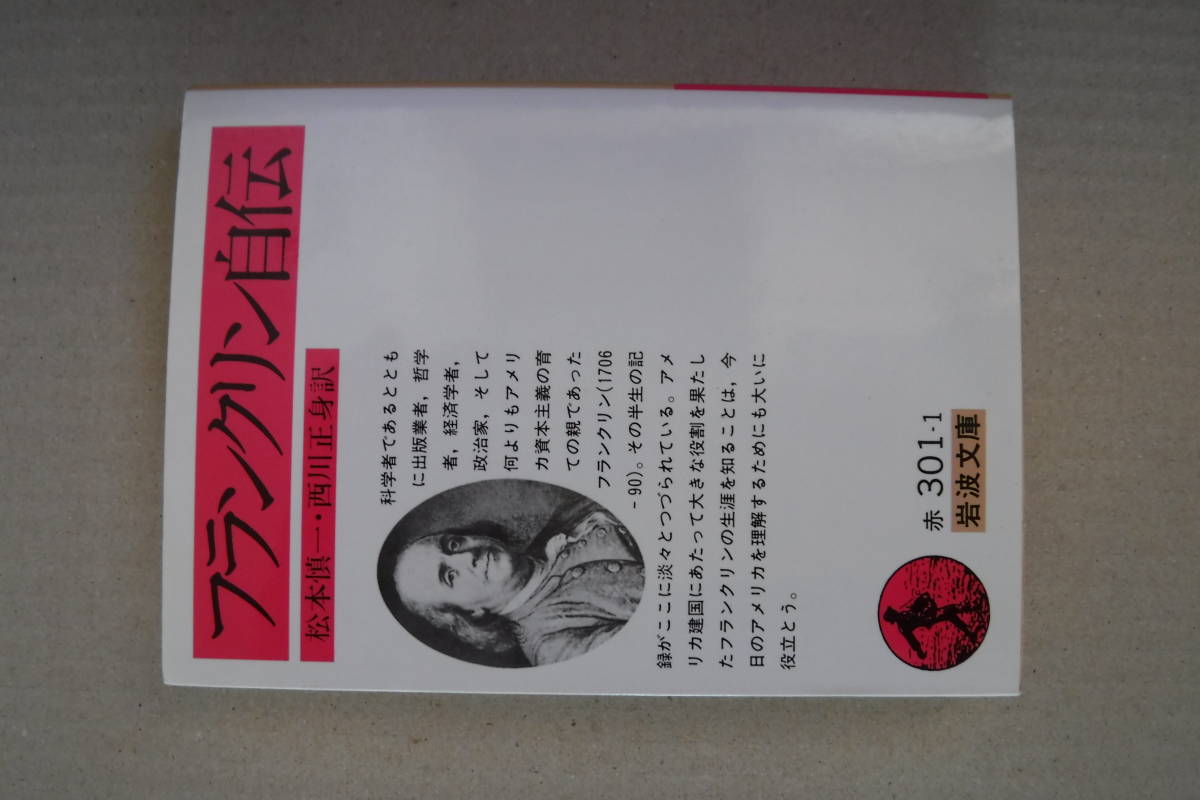 フランクリン自伝
松本慎一・西川正身訳
科学者であるととも
に出版業者，哲学
者，経済学者，
政治家，そして
何よりもアメリ
カ資本主義の育
ての親であった
フランクリン(1706
-90)。その半生の記
録がここに淡々とつづられている。アメ
リカ建国にあたって大きな役割を果たし
たフランクリンの生涯を知ることは，今
日のアメリカを理解するためにも大いに
役立とう。
赤 301-1
岩波文庫